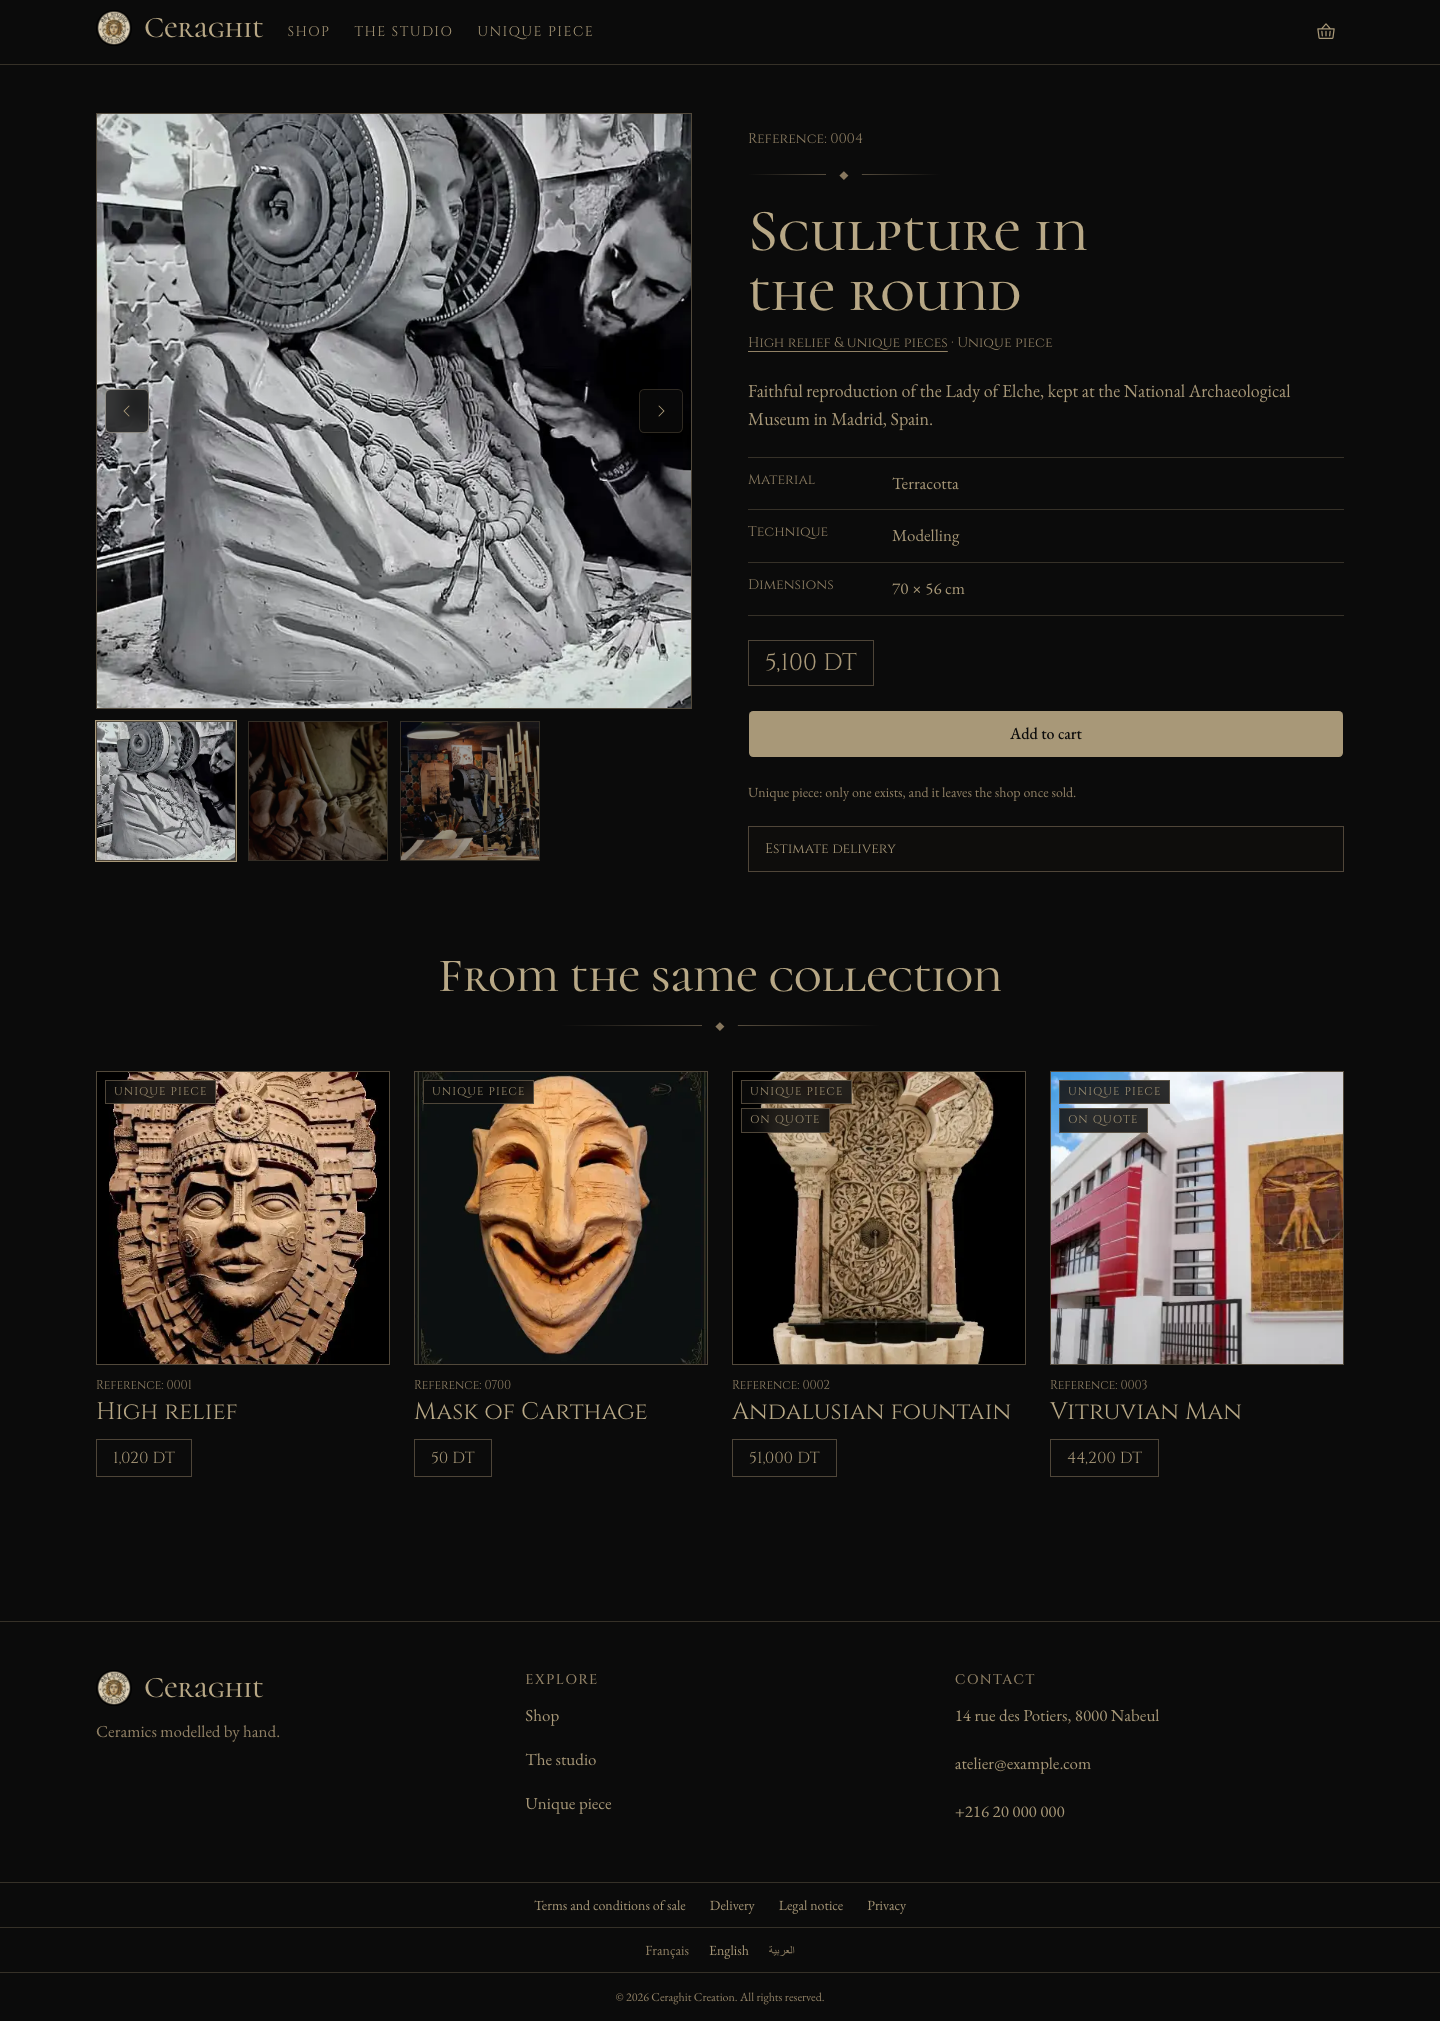 Ceraghit
SHOP
THE STUDIO
UNIQUE PIECE
Reference: 0004
Sculpture in
the round
High relief & unique pieces · Unique piece
Faithful reproduction of the Lady of Elche, kept at the National Archaeological
Museum in Madrid, Spain.
Material
Terracotta
Technique
Modelling
Dimensions
70 × 56 cm
5,100 DT
Add to cart
Unique piece: only one exists, and it leaves the shop once sold.
Estimate delivery
From the same collection
UNIQUE PIECE
Reference: 0001
High relief
1,020 DT
UNIQUE PIECE
Reference: 0700
Mask of Carthage
50 DT
UNIQUE PIECE
ON QUOTE
Reference: 0002
Andalusian fountain
51,000 DT
UNIQUE PIECE
ON QUOTE
Reference: 0003
Vitruvian Man
44,200 DT
Ceraghit
Ceramics modelled by hand.
EXPLORE
Shop
The studio
Unique piece
CONTACT
14 rue des Potiers, 8000 Nabeul
atelier@example.com
+216 20 000 000
Terms and conditions of sale
Delivery
Legal notice
Privacy
Français
English
العربية
© 2026 Ceraghit Creation. All rights reserved.